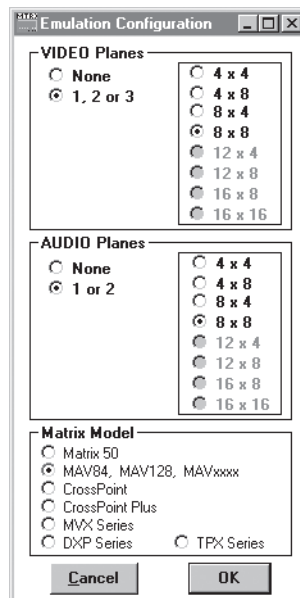 MTRX Emulation Configuration
VIDEO Planes
None
1, 2 or 3
4 x 4
4 x 8
8 x 4
8 x 8
12 x 4
12 x 8
16 x 8
16 x 16
AUDIO Planes
None
1 or 2
4 x 4
4 x 8
8 x 4
8 x 8
12 x 4
12 x 8
16 x 8
16 x 16
Matrix Model
Matrix 50
MAV84, MAV128, MAVxxxx
CrossPoint
CrossPoint Plus
MVX Series
DXP Series TPX Series
Cancel OK